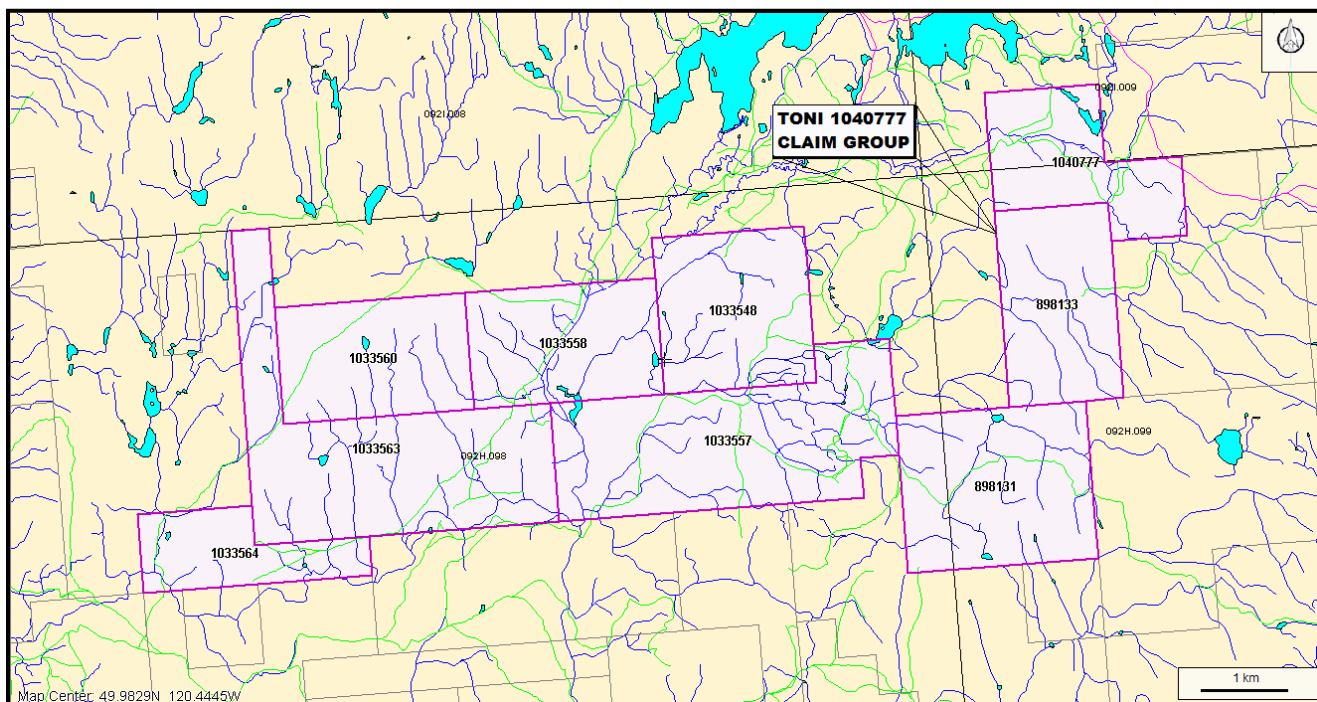 092I.008
092I.009
TONI 1040777
CLAIM GROUP
1040777
898133
1033548
1033558
1033560
1033557
1033563
092H.098
092H.099
898131
1033564
1 km
Map Center: 49.9829N 120.4445W